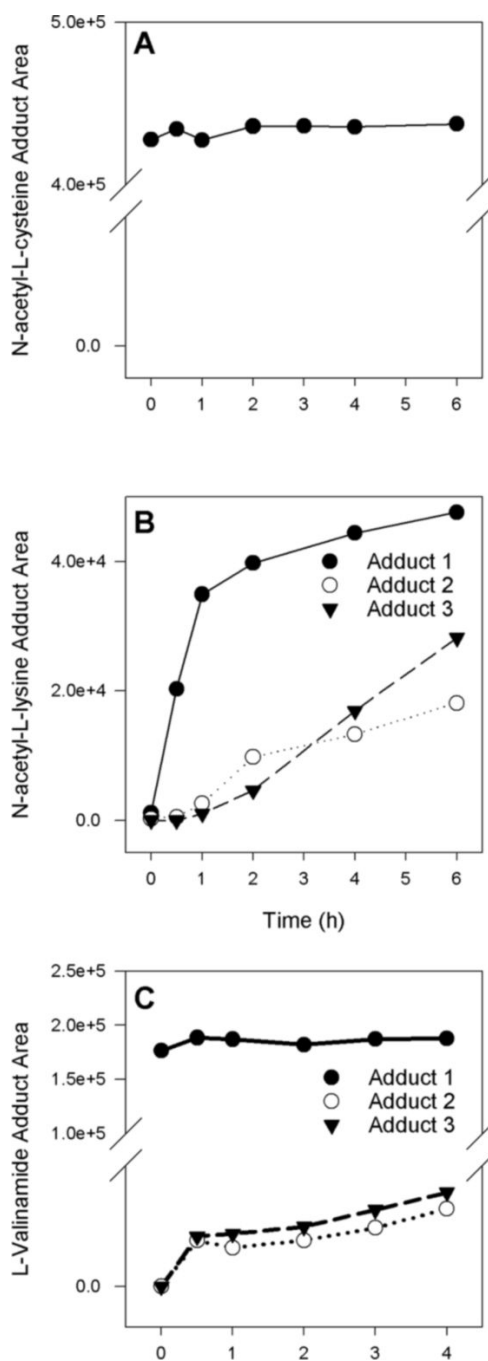 A
N-acetyl-L-cysteine Adduct Area
5.0e+5
4.0e+5
0.0
0 1 2 3 4 5 6
B
N-acetyl-L-lysine Adduct Area
4.0e+4
2.0e+4
0.0
Adduct 1
Adduct 2
Adduct 3
0 1 2 3 4 5 6
Time (h)
C
L-Valinamide Adduct Area
2.5e+5
2.0e+5
1.5e+5
1.0e+5
0.0
Adduct 1
Adduct 2
Adduct 3
0 1 2 3 4